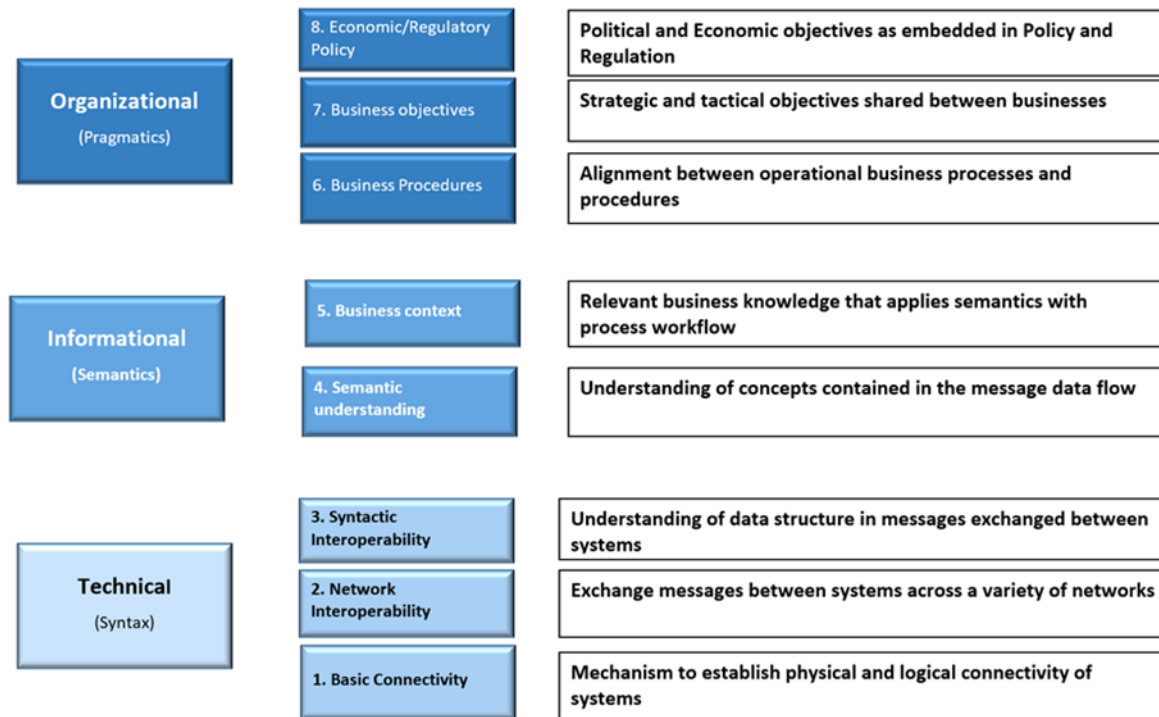 Organizational
(Pragmatics)
8. Economic/Regulatory
Policy
Political and Economic objectives as embedded in Policy and
Regulation
7. Business objectives
Strategic and tactical objectives shared between businesses
6. Business Procedures
Alignment between operational business processes and
procedures
Informational
(Semantics)
5. Business context
Relevant business knowledge that applies semantics with
process workflow
4. Semantic
understanding
Understanding of concepts contained in the message data flow
Technical
(Syntax)
3. Syntactic
Interoperability
Understanding of data structure in messages exchanged between
systems
2. Network
Interoperability
Exchange messages between systems across a variety of networks
1. Basic Connectivity
Mechanism to establish physical and logical connectivity of
systems